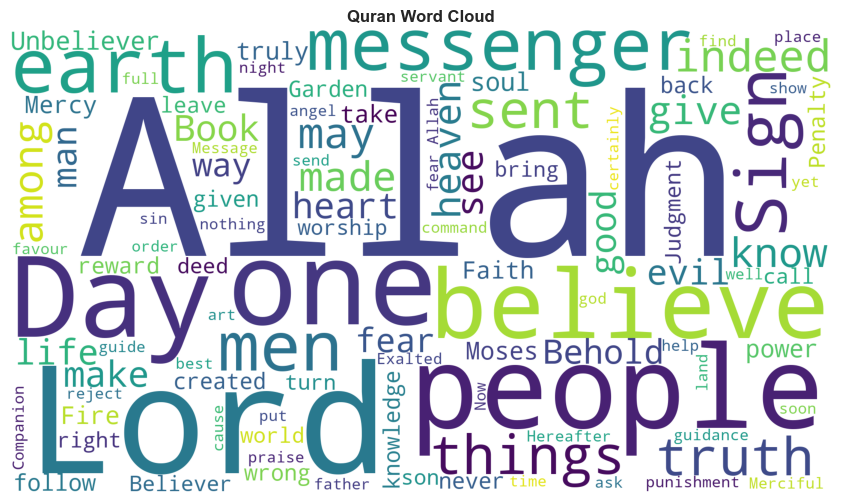 Quran Word Cloud
Unbeliever
earth
full
truly
night
messenger
servant
indeed
find
place
Mercy
leave
Garden
angel
take
soul
back
show
man
among
Book
Message
may
send
fear Allah
heaven
see
sent
give
certainly
Sign
Penalty
Allah
way
made
bring
yet
given
sin
nothing
heart
worship
command
good
Judgment
know
favour
order
reward
deed
Day
one
Faith
believe
god
evil
well
call
art
life
guide
men
fear
Exalted
Moses
Behold
help
power
make
best
created
turn
reject
Lord
people
Now
land
soon
Companion
Fire
right
cause
put
world
praise
wrong
knowledge
things
Hereafter
guidance
truth
follow
Believer
father
son
never
time
ask
punishment
Merciful